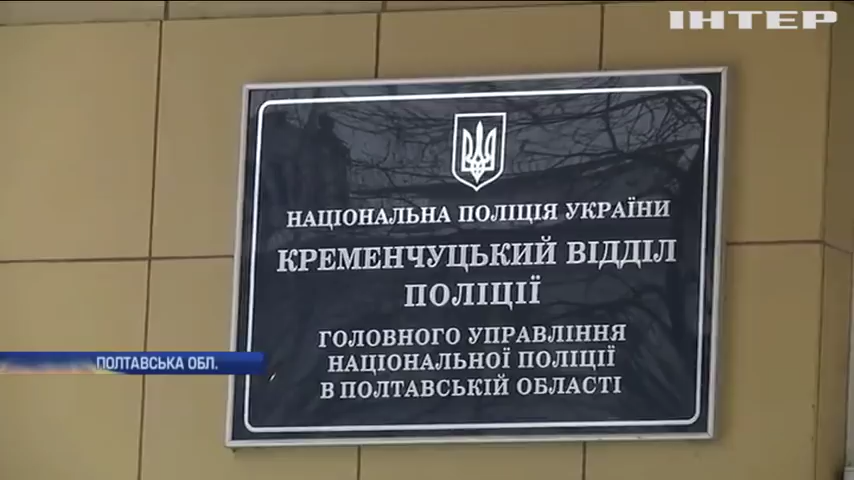 ІНТЕР
НАЦІОНАЛЬНА ПОЛІЦІЯ УКРАЇНИ
КРЕМЕНЧУЦЬКИЙ ВІДДІЛ
ПОЛІЦІЇ
ГОЛОВНОГО УПРАВЛІННЯ
НАЦІОНАЛЬНОЇ ПОЛІЦІЇ
В ПОЛТАВСЬКІЙ ОБЛАСТІ
ПОЛТАВСЬКА ОБЛ.